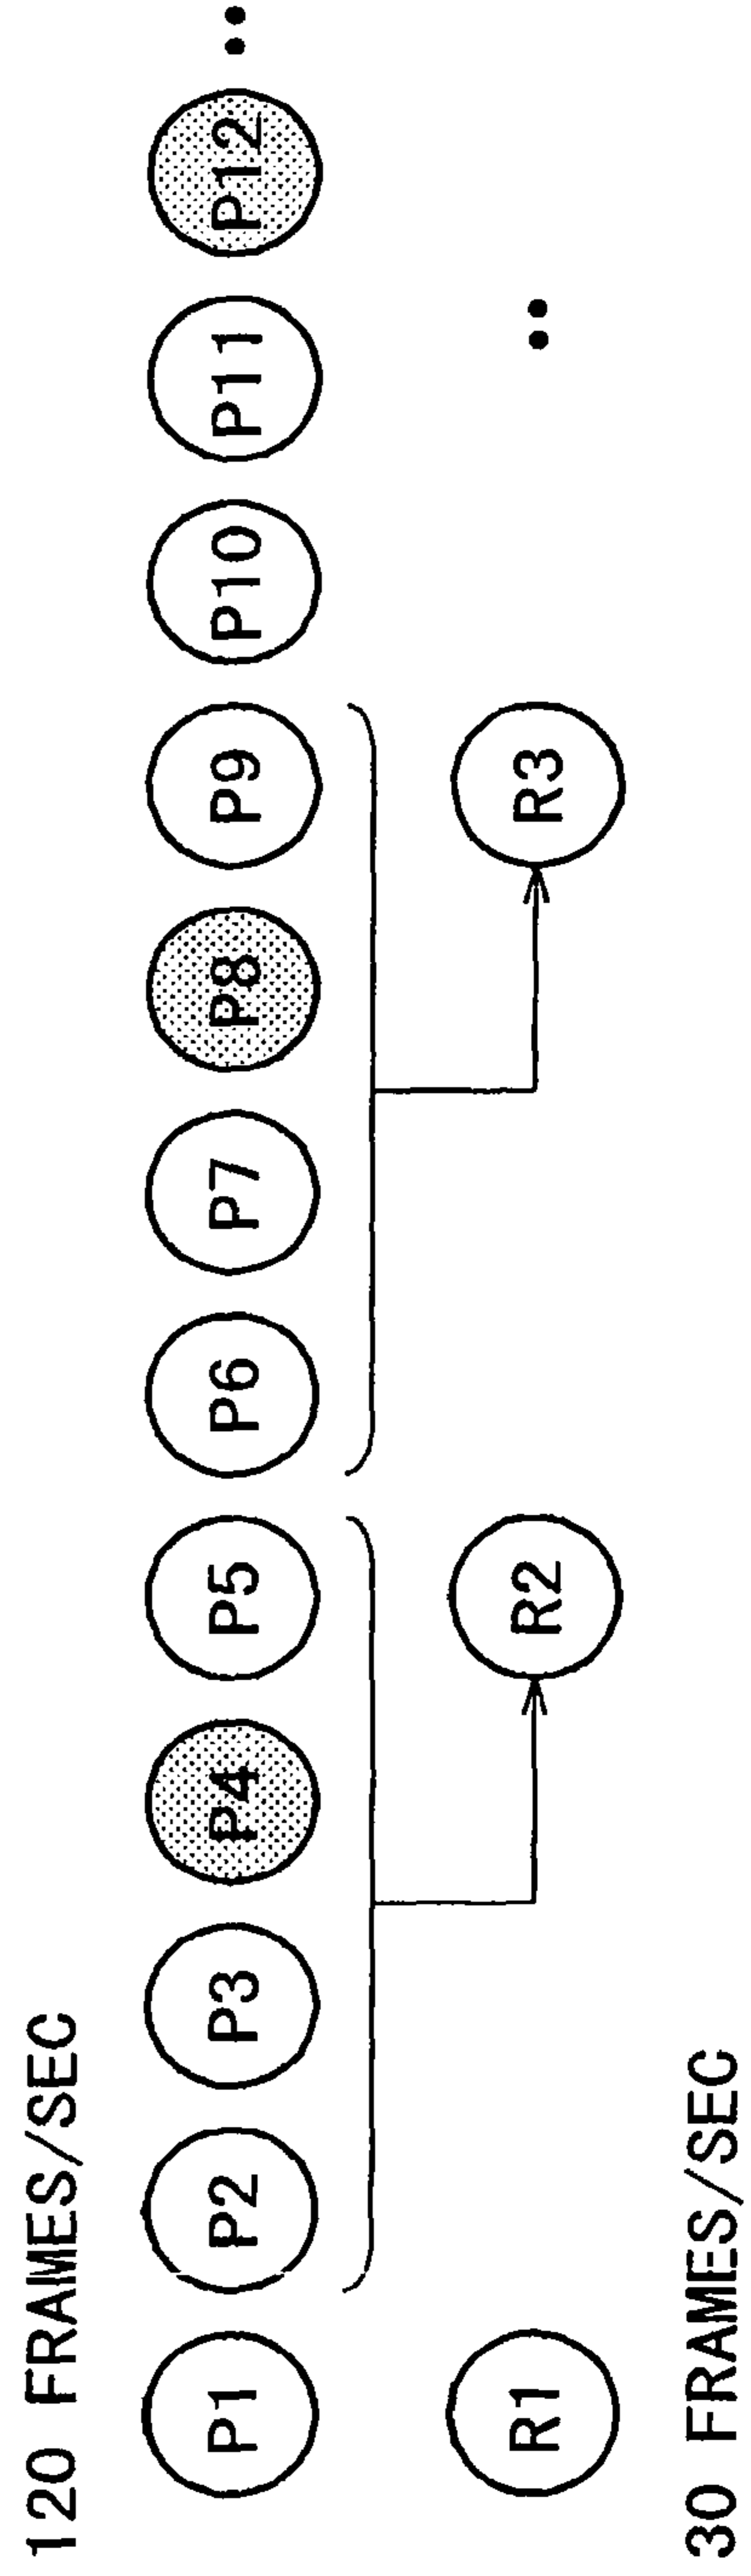 120 FRAMES/SEC
P1 P2 P3 P4 P5 P6 P7 P8 P9 P10 P11 P12 ••
R1 R2 R3 ••
30 FRAMES/SEC